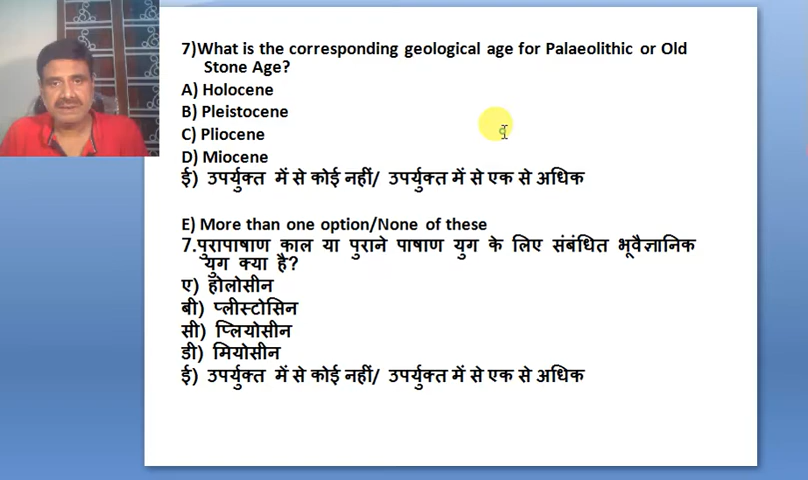 7)What is the corresponding geological age for Palaeolithic or Old
Stone Age?
A) Holocene
B) Pleistocene
C) Pliocene
D) Miocene
ई) उपर्युक्त में से कोई नहीं/ उपर्युक्त में से एक से अधिक
E) More than one option/None of these
7.पुरापाषाण काल या पुराने पाषाण युग के लिए संबंधित भूवैज्ञानिक
युग क्या है?
ए) होलोसीन
बी) प्लीस्टोसिन
सी) प्लियोसीन
डी) मियोसीन
ई) उपर्युक्त में से कोई नहीं/ उपर्युक्त में से एक से अधिक